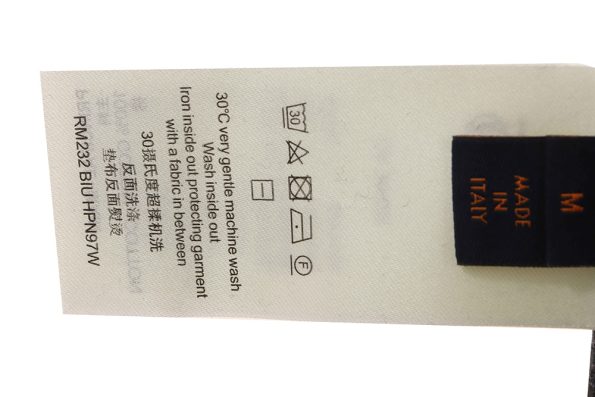 M
MADE
IN
ITALY
30
F
30°C very gentle machine wash
Wash inside out
Iron inside out protecting garment
with a fabric in between
30摄氏度超揉机洗
反面洗涤
垫布反面熨烫
RM232 BIU HPN97W